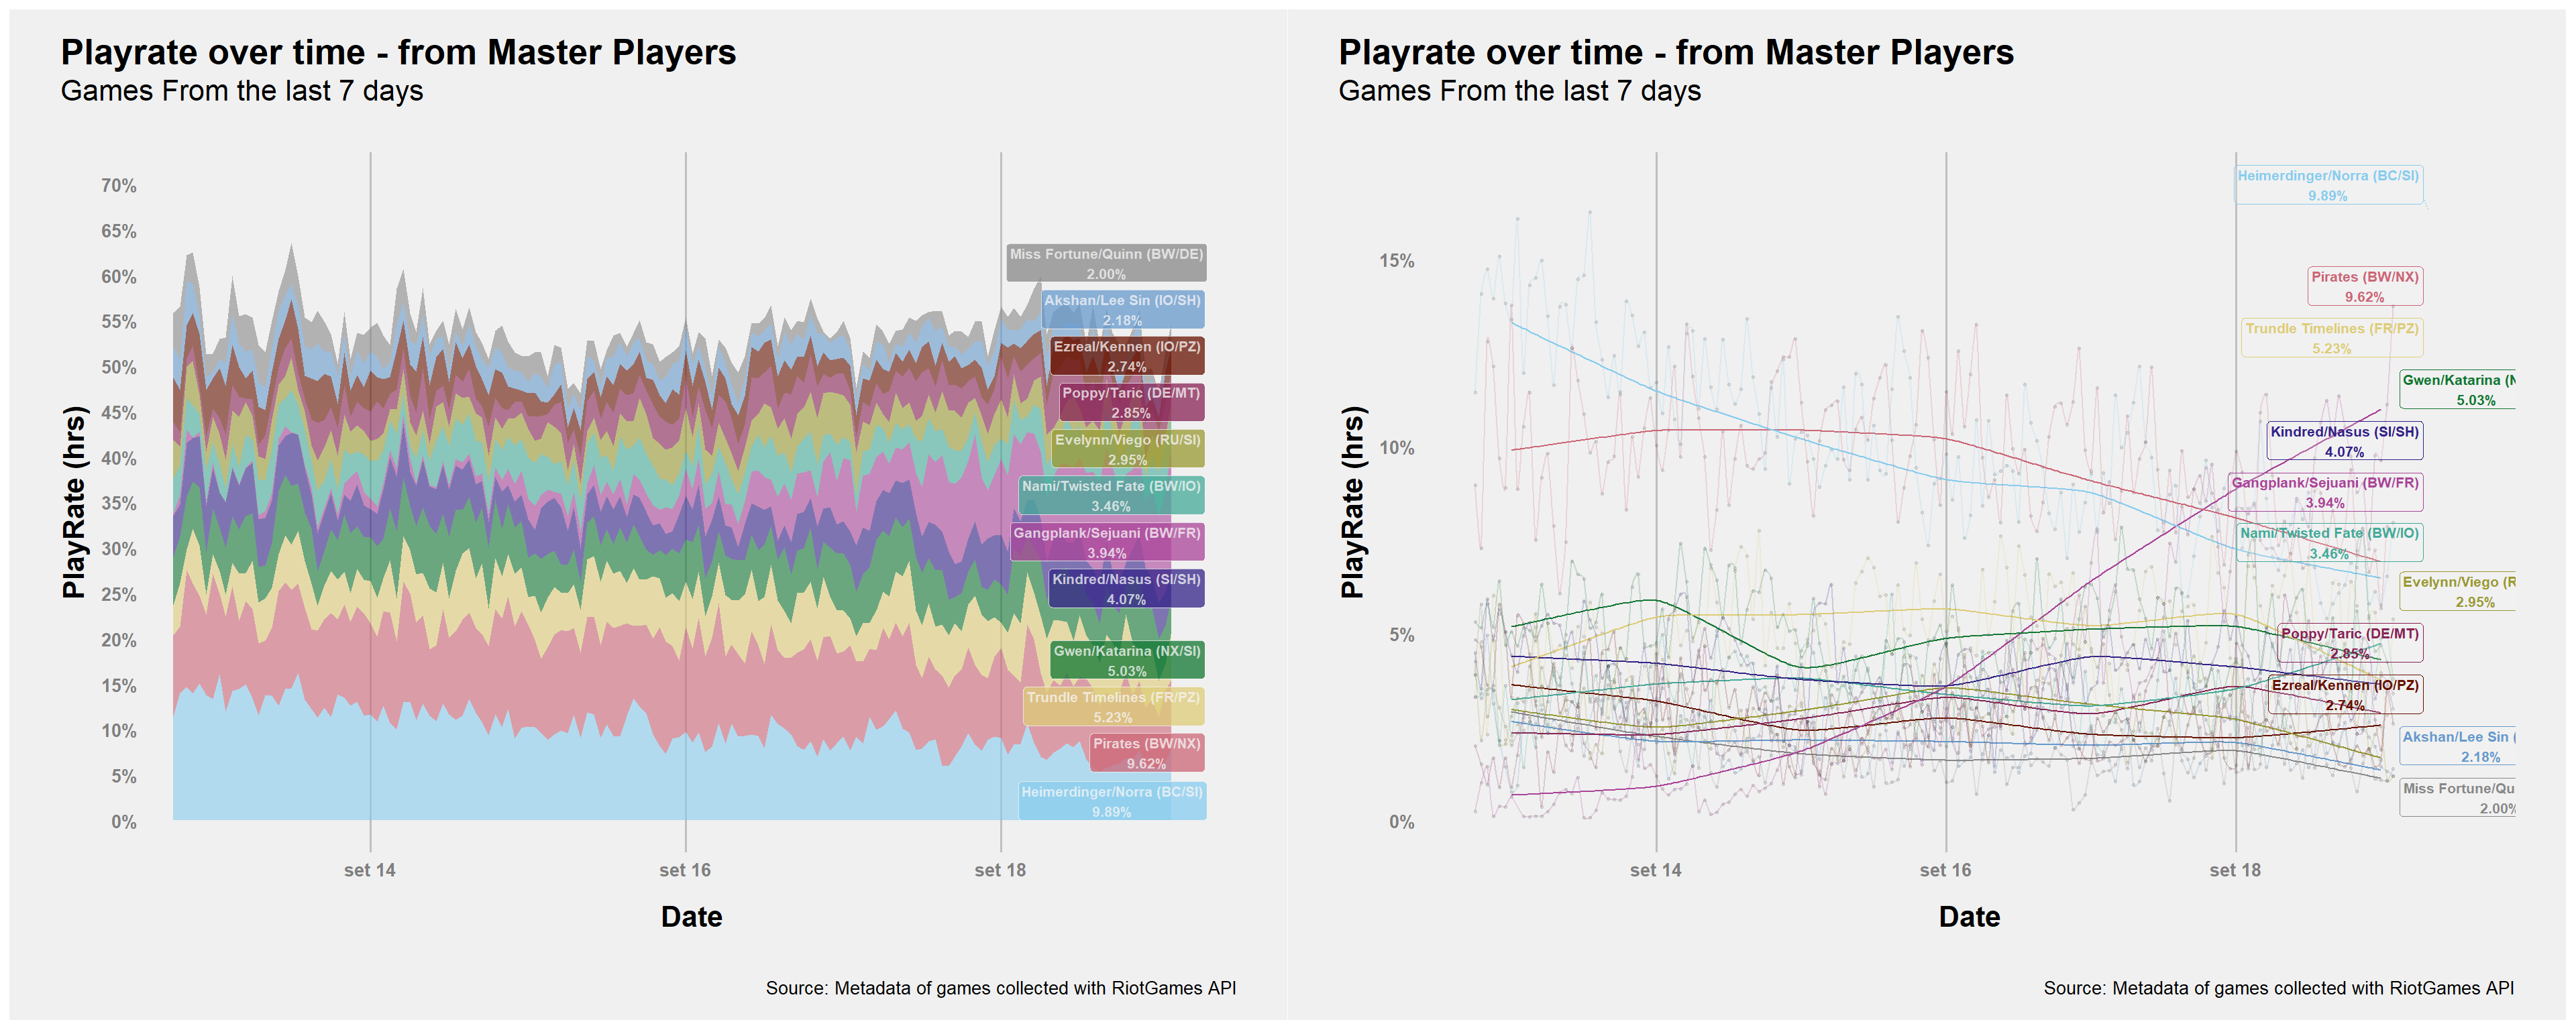 Playrate over time - from Master Players
Games From the last 7 days
PlayRate (hrs)
70%
65%
60%
55%
50%
45%
40%
35%
30%
25%
20%
15%
10%
5%
0%
Miss Fortune/Quinn (BW/DE)
2.00%
Akshan/Lee Sin (IO/SH)
2.18%
Ezreal/Kennen (IO/PZ)
2.74%
Poppy/Taric (DE/MT)
2.85%
Evelynn/Viego (RU/SI)
2.95%
Nami/Twisted Fate (BW/IO)
3.46%
Gangplank/Sejuani (BW/FR)
3.94%
Kindred/Nasus (SI/SH)
4.07%
Gwen/Katarina (NX/SI)
5.03%
Trundle Timelines (FR/PZ)
5.23%
Pirates (BW/NX)
9.62%
Heimerdinger/Norra (BC/SI)
9.89%
set 14
set 16
set 18
Date
Source: Metadata of games collected with RiotGames API
Playrate over time - from Master Players
Games From the last 7 days
PlayRate (hrs)
15%
10%
5%
0%
Heimerdinger/Norra (BC/SI)
9.89%
Pirates (BW/NX)
9.62%
Trundle Timelines (FR/PZ)
5.23%
Gwen/Katarina (N
5.03%
Kindred/Nasus (SI/SH)
4.07%
Gangplank/Sejuani (BW/FR)
3.94%
Nami/Twisted Fate (BW/IO)
3.46%
Evelynn/Viego (R
2.95%
Poppy/Taric (DE/MT)
2.85%
Ezreal/Kennen (IO/PZ)
2.74%
Akshan/Lee Sin (
2.18%
Miss Fortune/Qu
2.00%
set 14
set 16
set 18
Date
Source: Metadata of games collected with RiotGames API